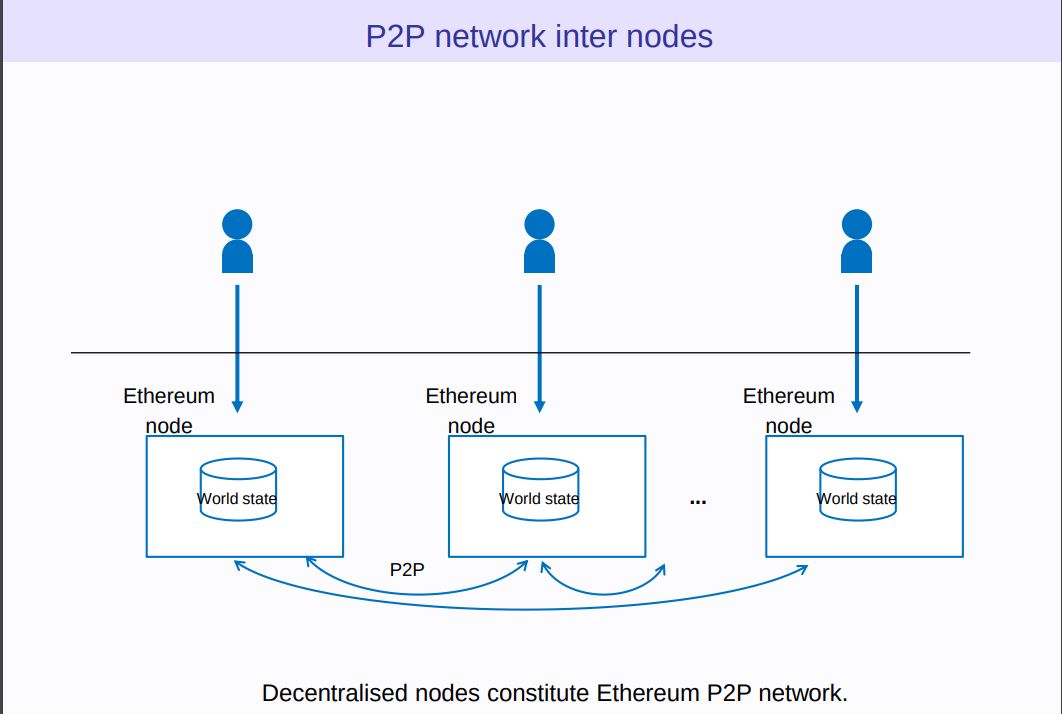 P2P network inter nodes
Ethereum
node
Ethereum
node
Ethereum
node
World state
World state
...
World state
P2P
Decentralised nodes constitute Ethereum P2P network.